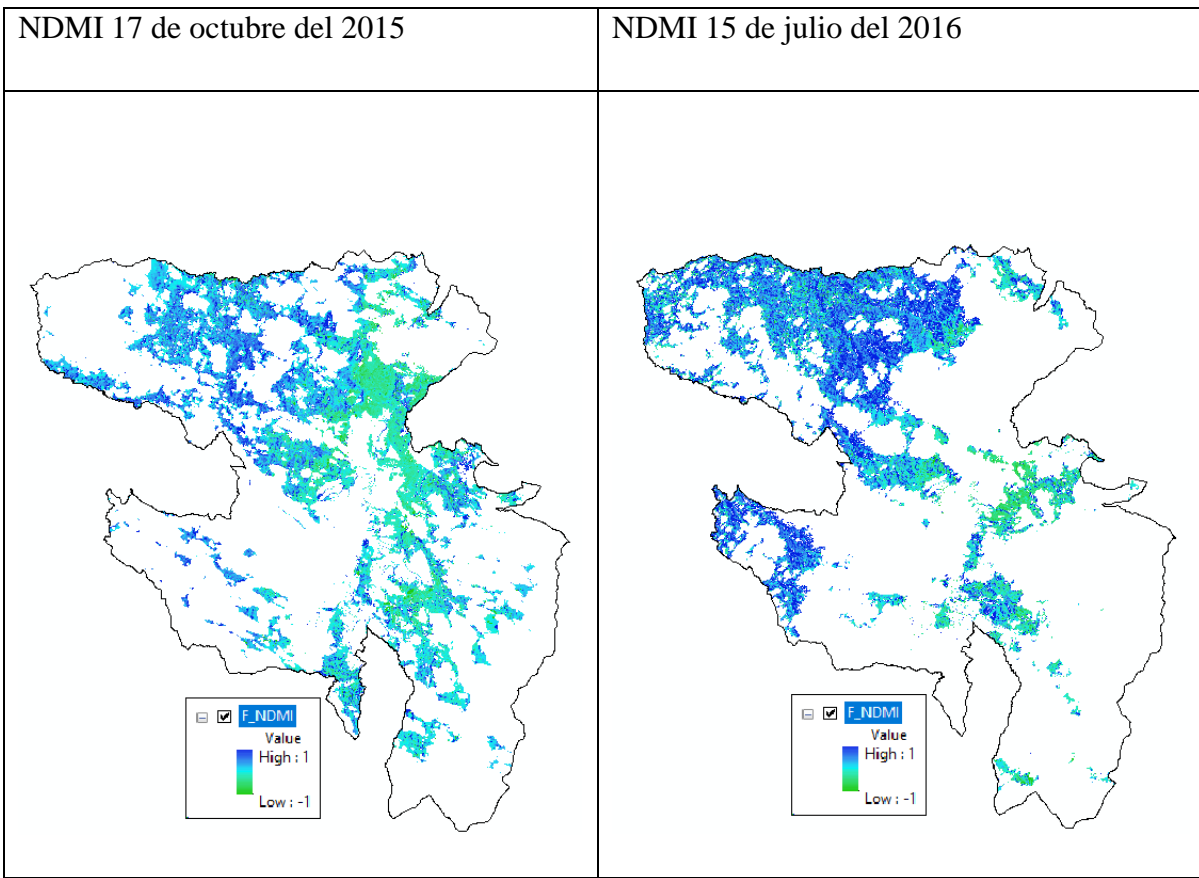 NDMI 17 de octubre del 2015
NDMI 15 de julio del 2016
F_NDMI
Value
High : 1
Low : -1
F_NDMI
Value
High : 1
Low : -1